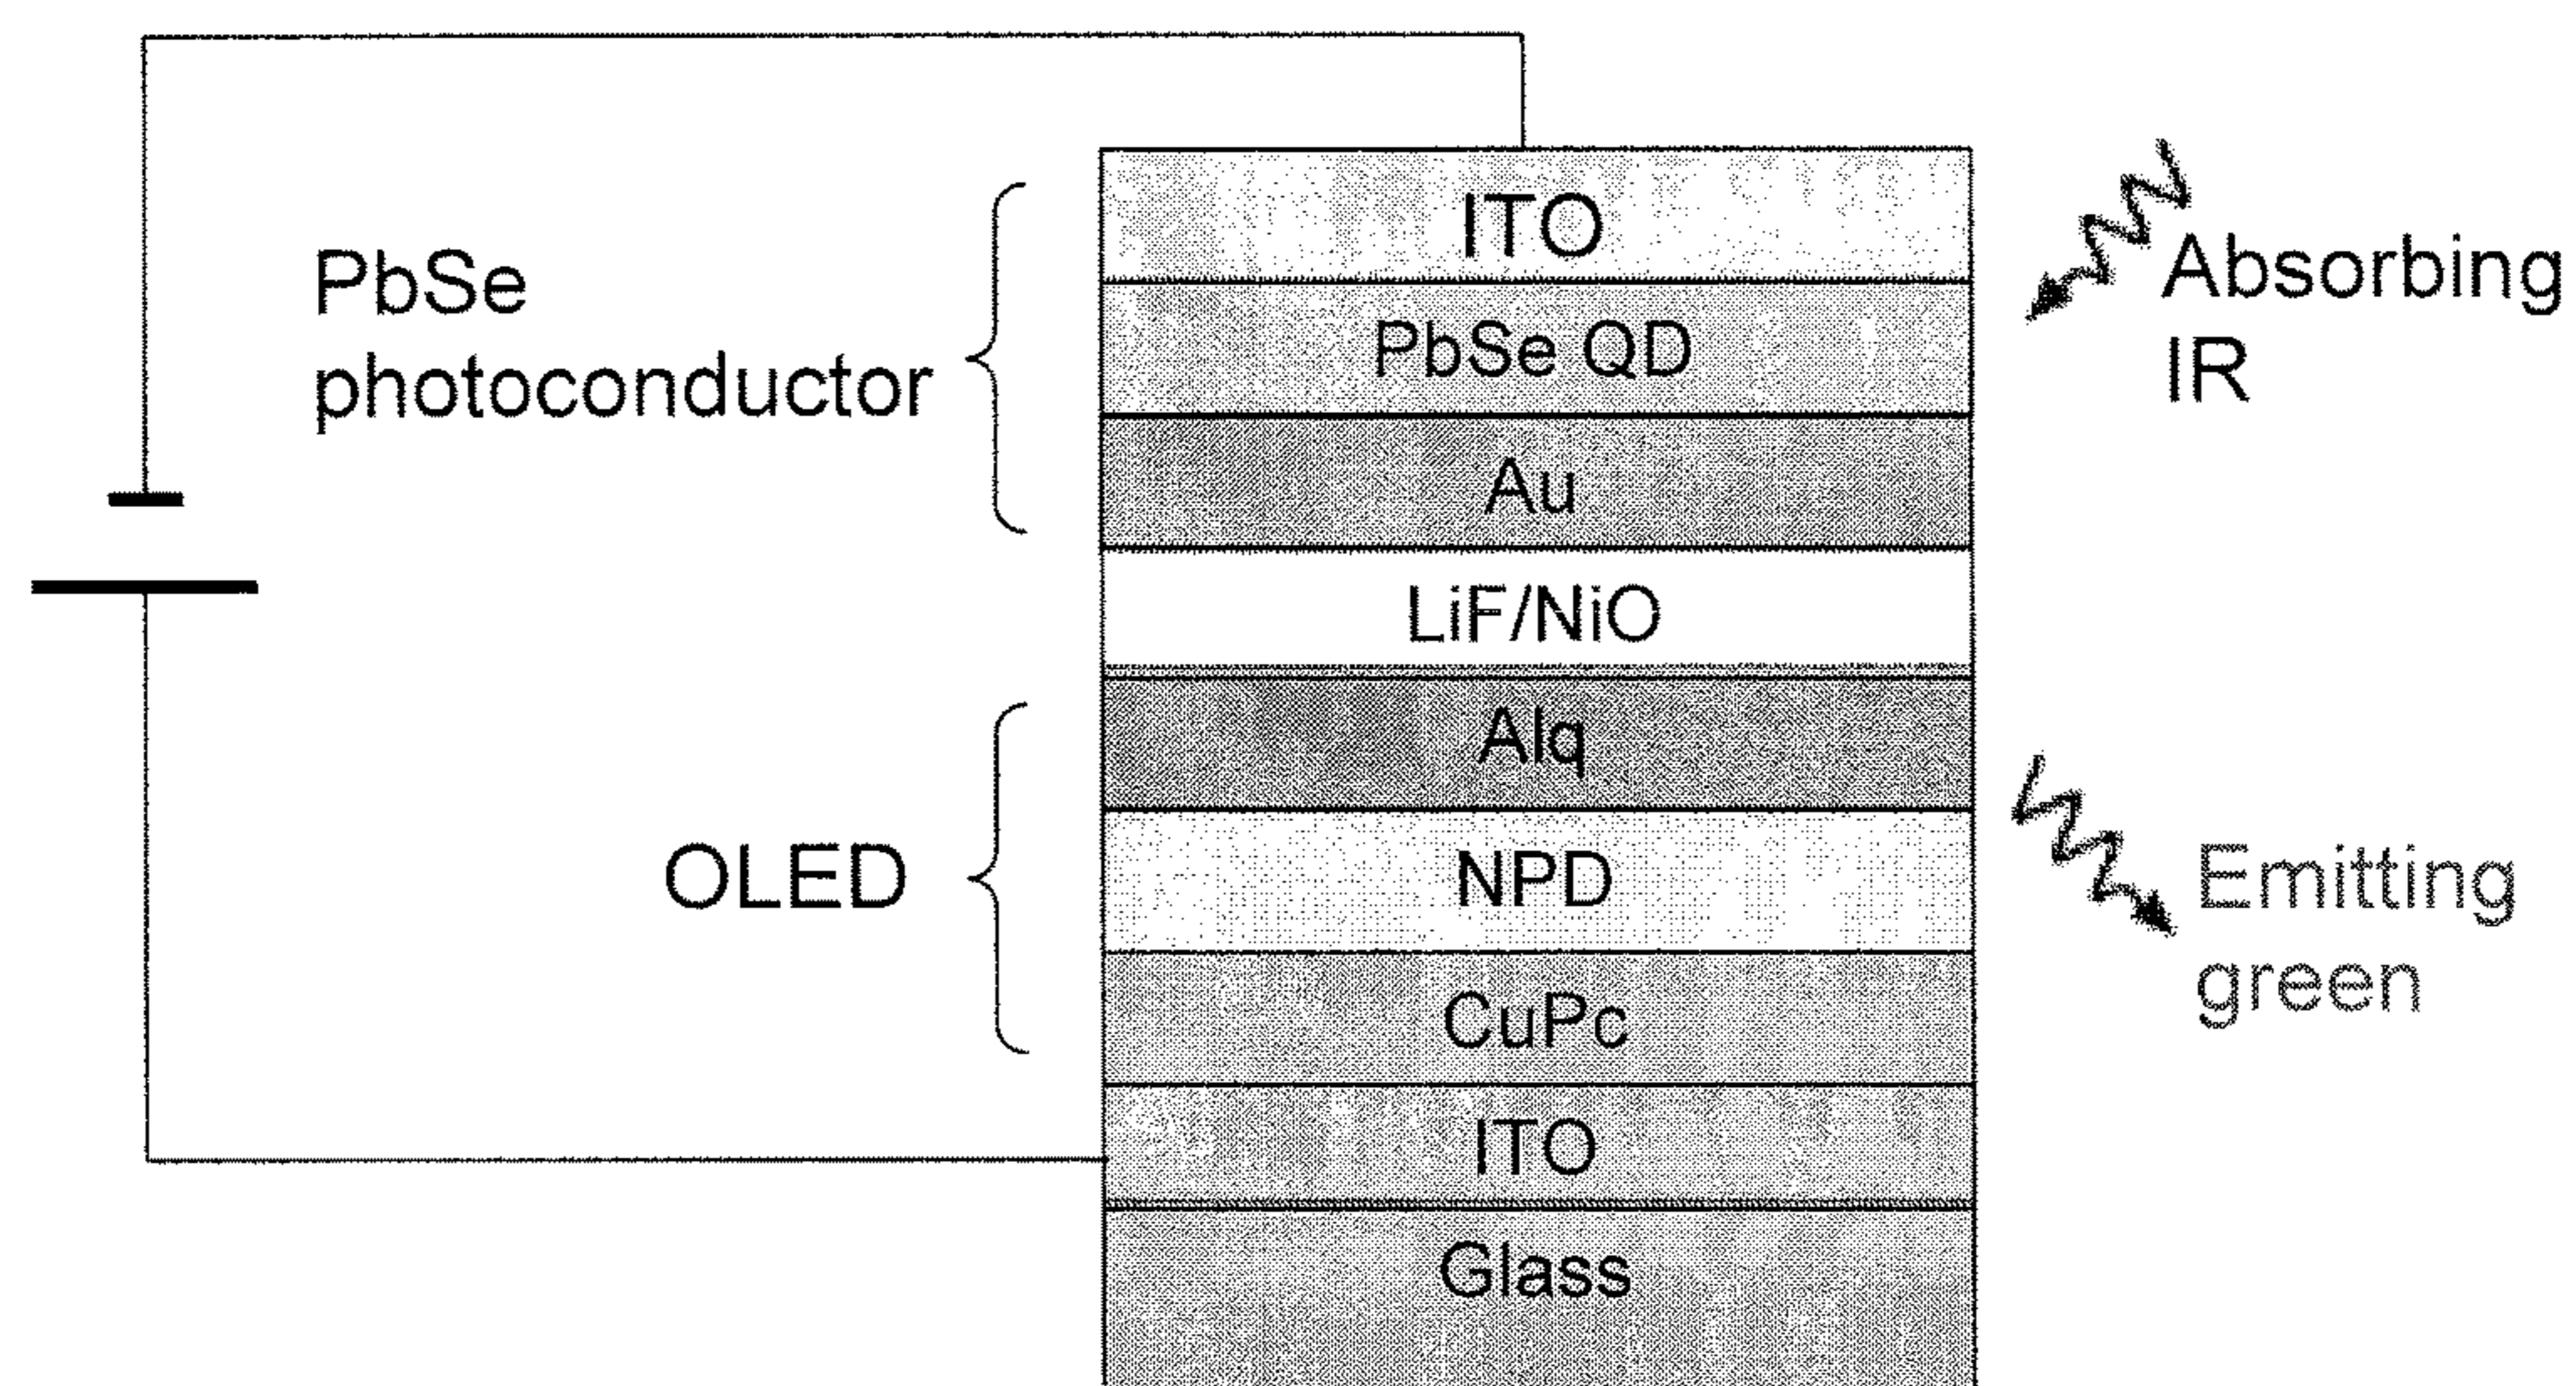 PbSe
photoconductor
OLED
ITO
PbSe QD
Au
LiF/NiO
Alq
NPD
CuPc
ITO
Glass
Absorbing
IR
Emitting
green